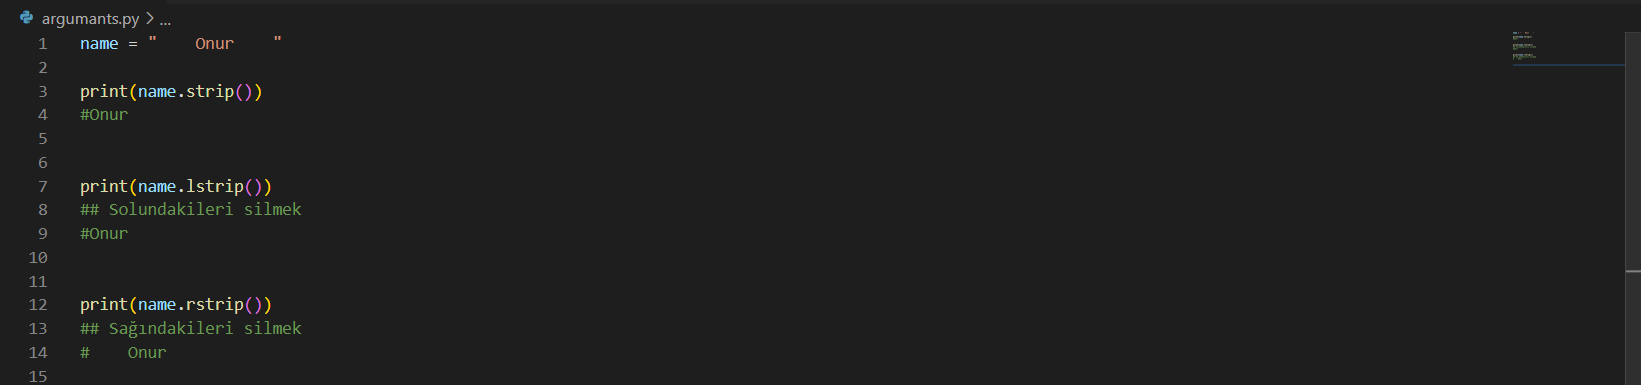 argumants.py > ...
1 name = "    Onur    "
2
3 print(name.strip())
4 #Onur
5
6
7 print(name.lstrip())
8 ## Solundakileri silmek
9 #Onur
10
11
12 print(name.rstrip())
13 ## Sağındakileri silmek
14 #    Onur
15